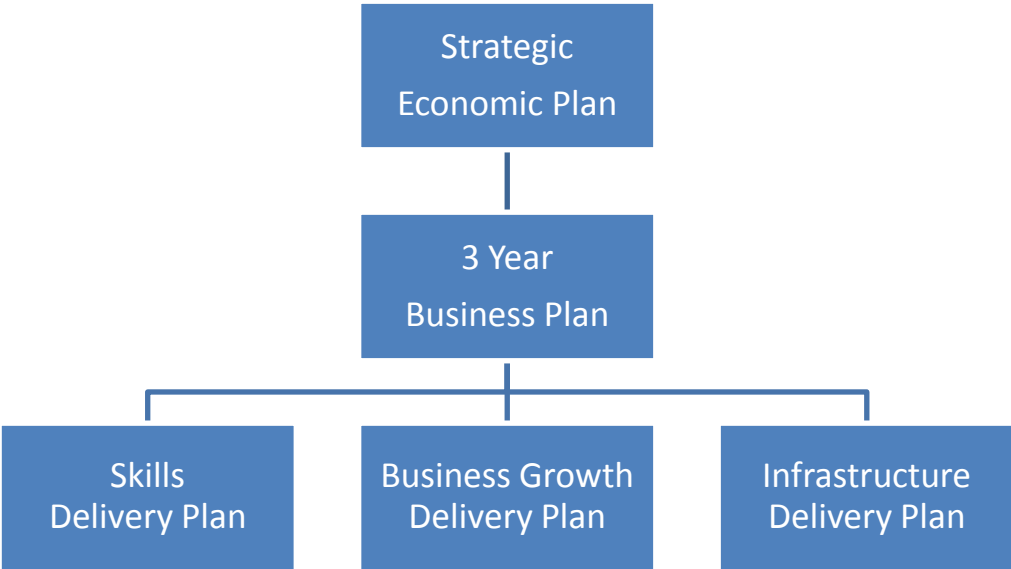 Strategic
Economic Plan
3 Year
Business Plan
Skills
Delivery Plan
Business Growth
Delivery Plan
Infrastructure
Delivery Plan